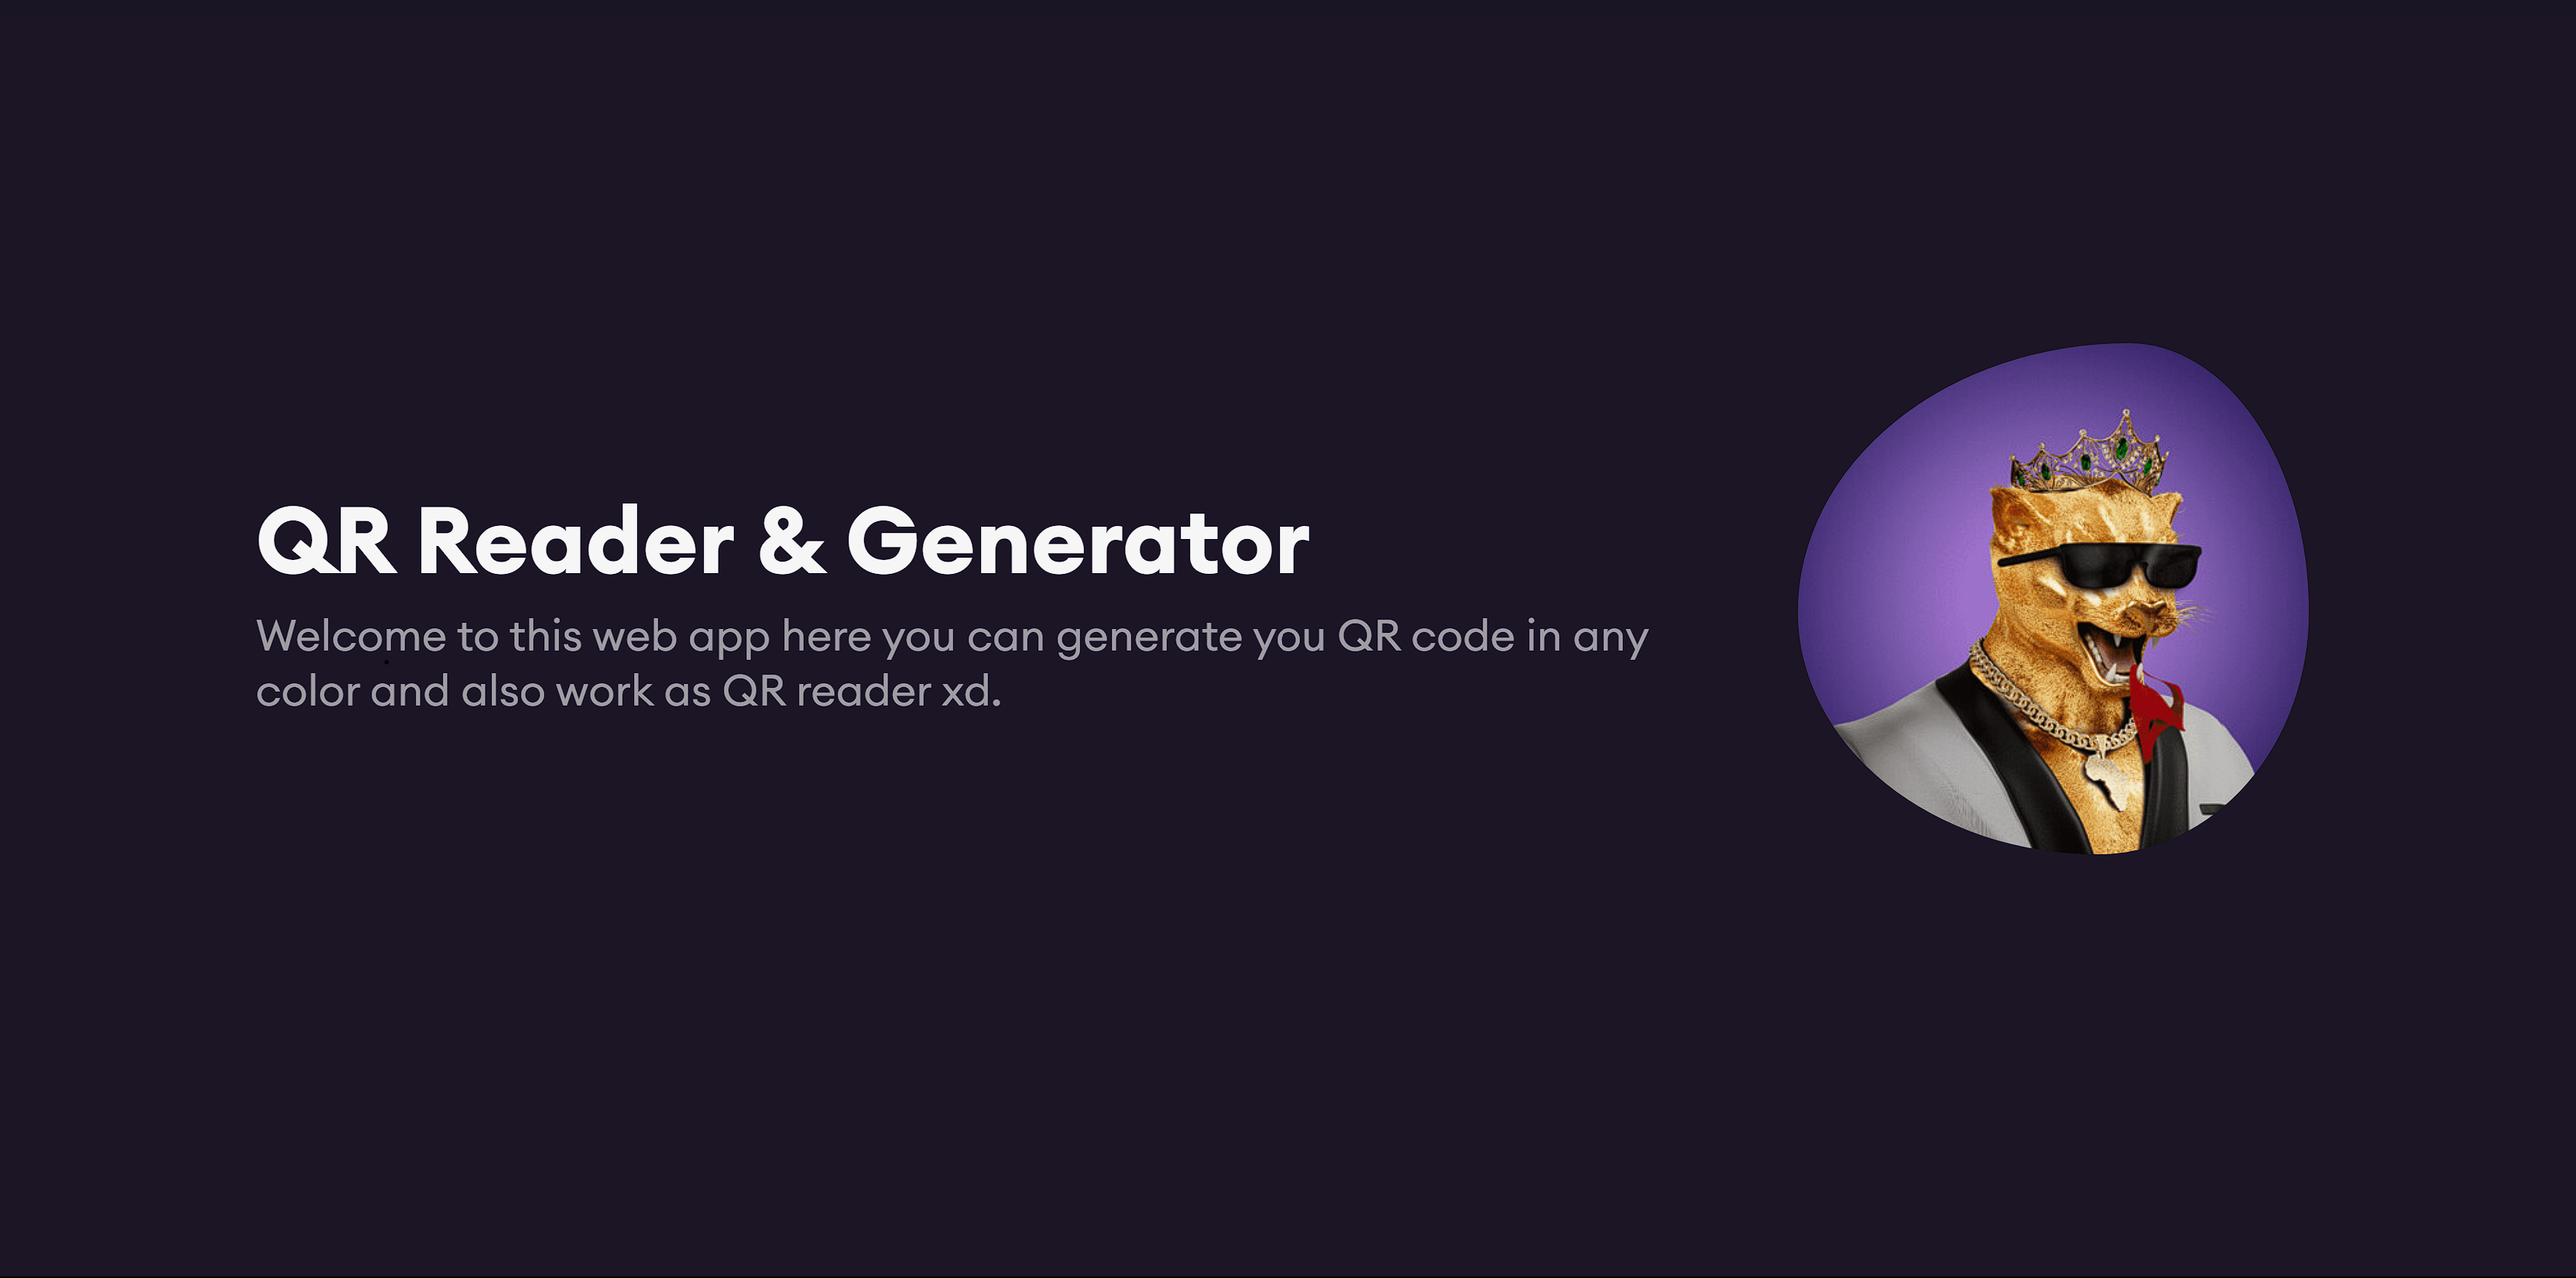 QR Reader & Generator
Welcome to this web app here you can generate you QR code in any
color and also work as QR reader xd.